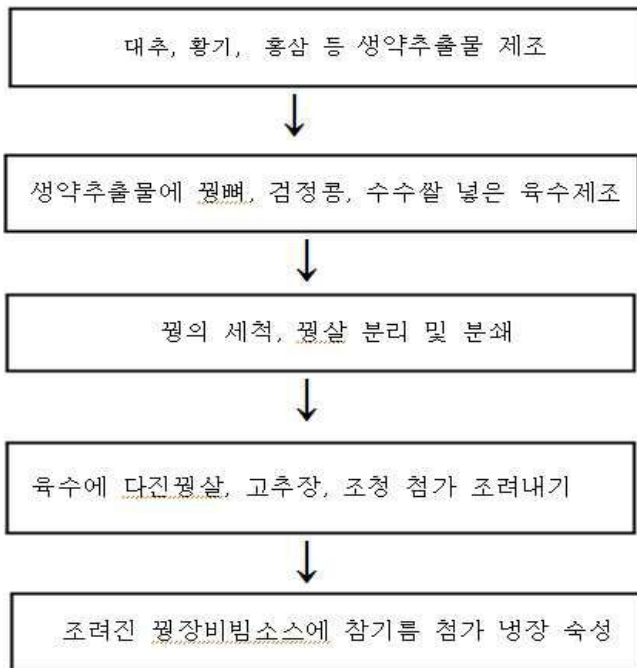 대추, 황기, 홍삼 등 생약추출물 제조
↓
생약추출물에 꿩뼈, 검정콩, 수수쌀 넣은 육수제조
↓
꿩의 세척, 꿩살 분리 및 분쇄
↓
육수에 다진꿩살, 고추장, 조청 첨가 조려내기
↓
조려진 꿩장비빔소스에 참기름 첨가 냉장 숙성